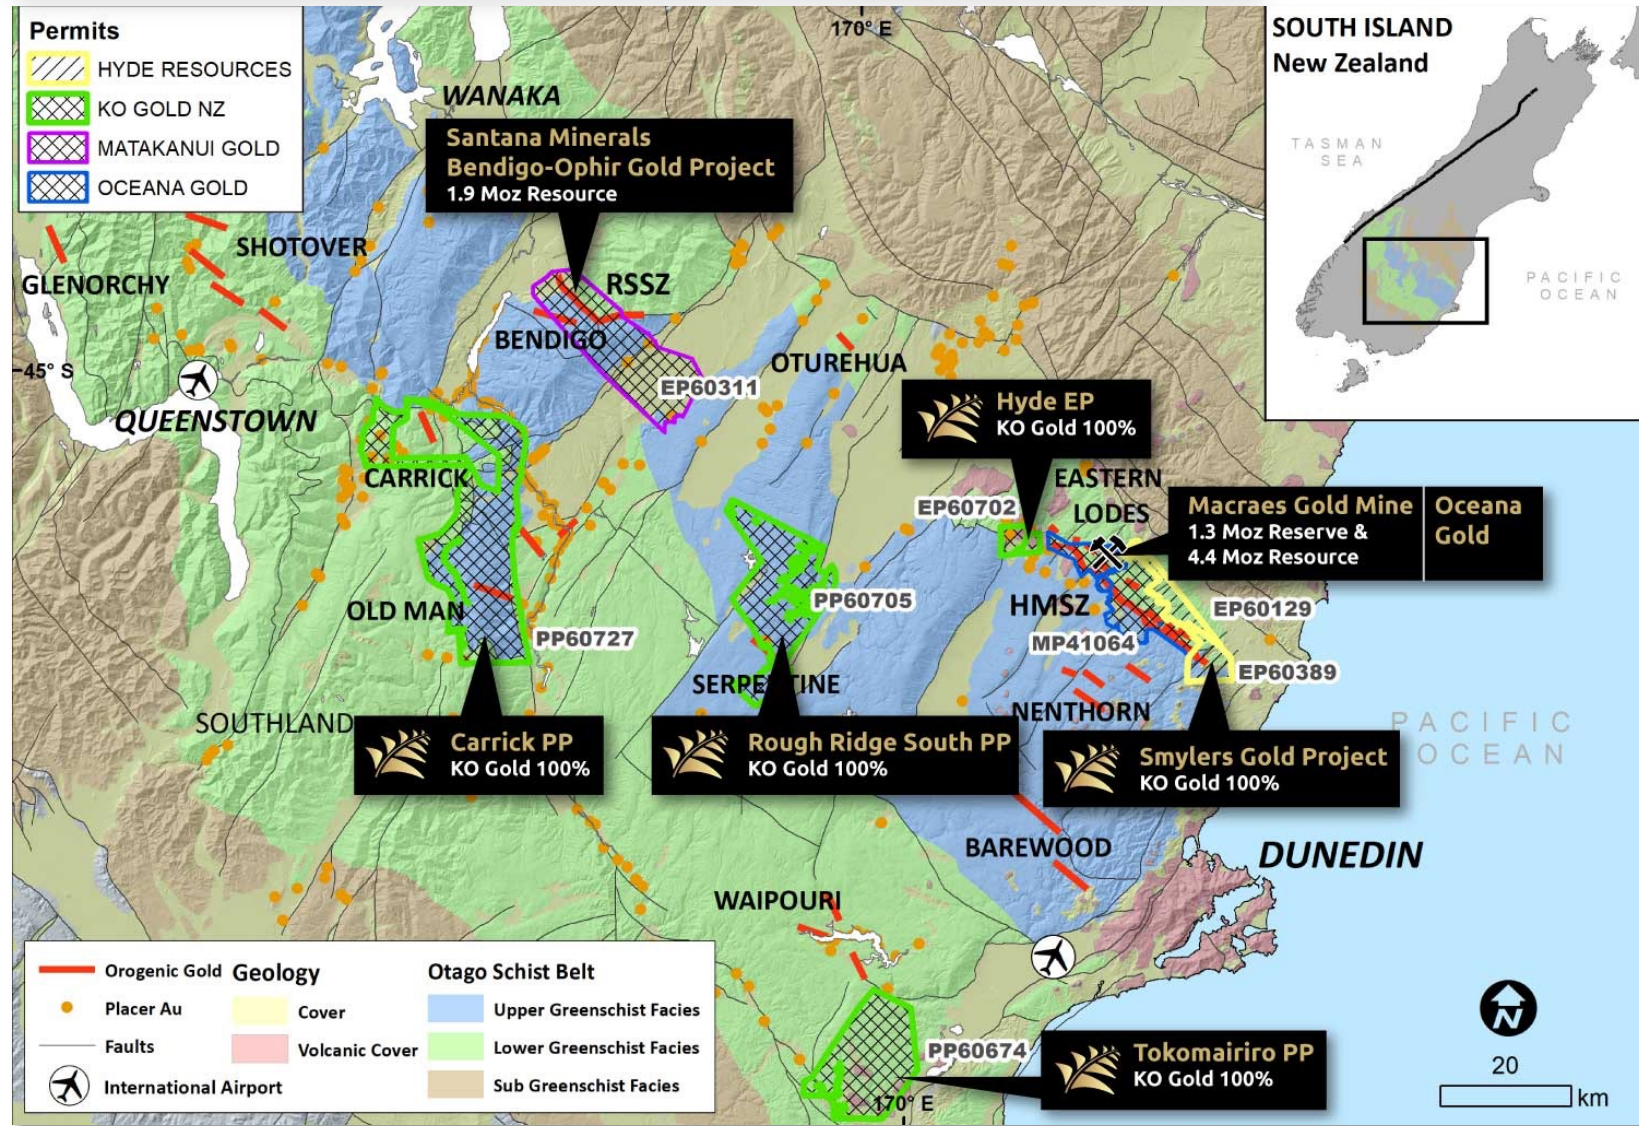 Permits
HYDE RESOURCES
KO GOLD NZ
MATAKANUI GOLD
OCEANA GOLD
170° E
SOUTH ISLAND
New Zealand
TASMAN
SEA
PACIFIC
OCEAN
WANAKA
Santana Minerals
Bendigo-Ophir Gold Project
1.9 Moz Resource
SHOTOVER
GLENORCHY
RSSZ
BENDIGO
OTUREHUA
45° S
EP60311
QUEENSTOWN
Hyde EP
KO Gold 100%
CARRICK
EASTERN
LODES
EP60702
Macraes Gold Mine
1.3 Moz Reserve &
4.4 Moz Resource
Oceana
Gold
OLD MAN
PP60727
PP60705
HMSZ
EP60129
MP41064
EP60389
SERPENTINE
NENTHORN
SOUTHLAND
PACIFIC
OCEAN
Carrick PP
KO Gold 100%
Rough Ridge South PP
KO Gold 100%
Smylers Gold Project
KO Gold 100%
BAREWOOD
DUNEDIN
WAIPOURI
PP60674
Tokomairiro PP
KO Gold 100%
170° E
Orogenic Gold
Placer Au
Faults
International Airport
Geology
Cover
Volcanic Cover
Otago Schist Belt
Upper Greenschist Facies
Lower Greenschist Facies
Sub Greenschist Facies
N
20
km